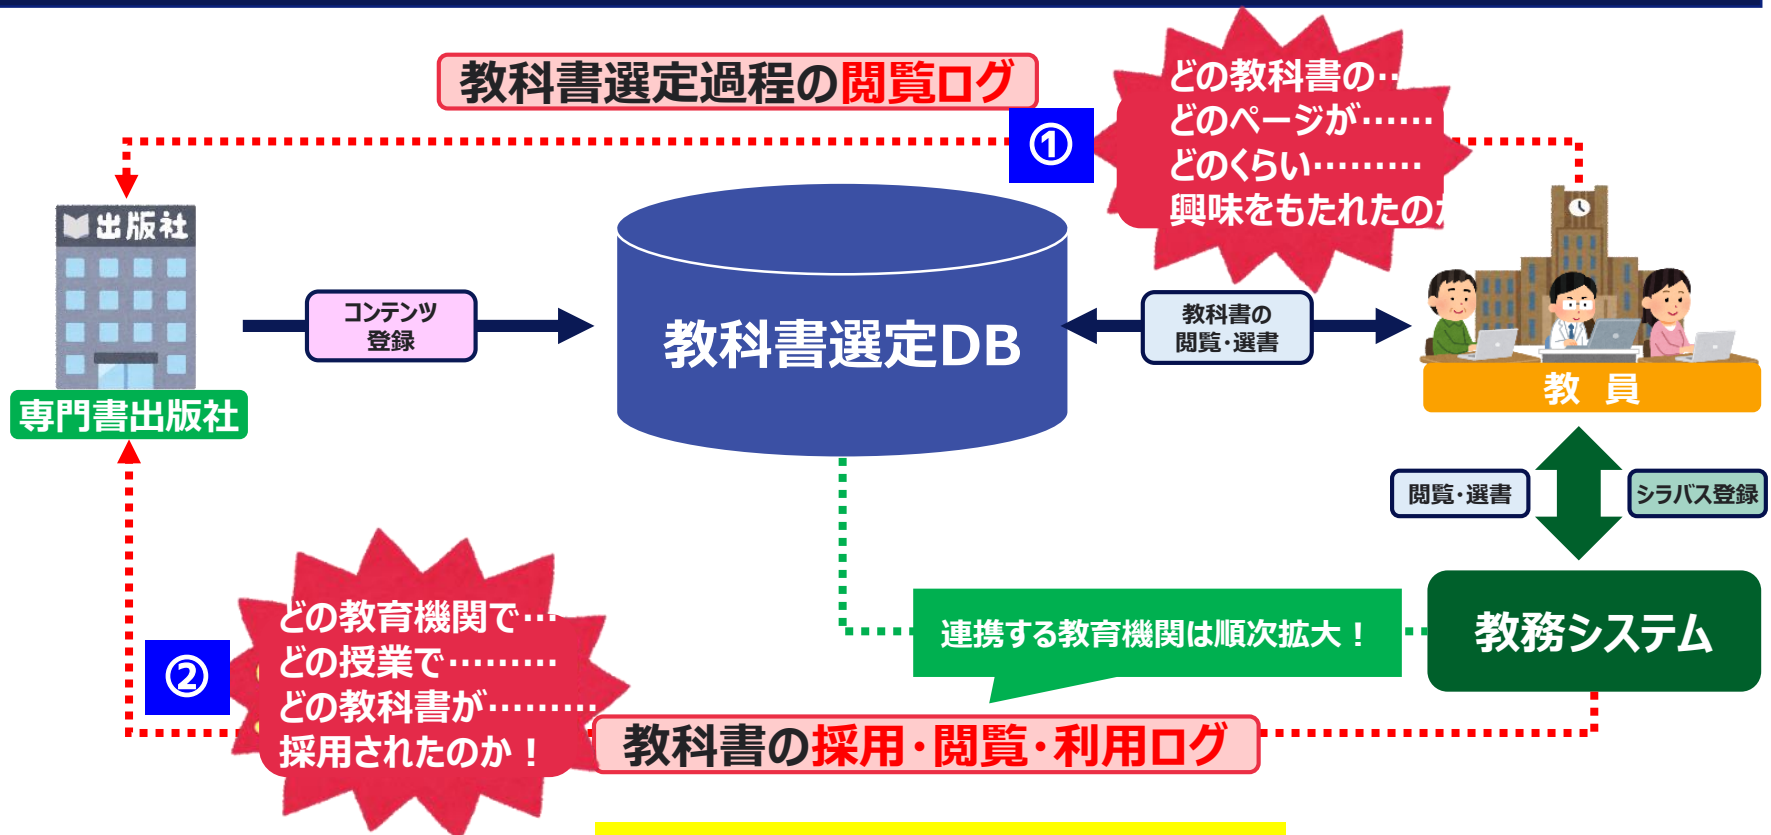 教科書選定過程の閲覧ログ
①
どの教科書の‥
どのページが……
どのくらい………
興味をもたれたのか
出版社
専門書出版社
コンテンツ
登録
教科書選定DB
教科書の
閲覧・選書
教 員
閲覧・選書
シラバス登録
教務システム
連携する教育機関は順次拡大！
②
どの教育機関で…
どの授業で………
どの教科書が………
採用されたのか！
教科書の採用・閲覧・利用ログ